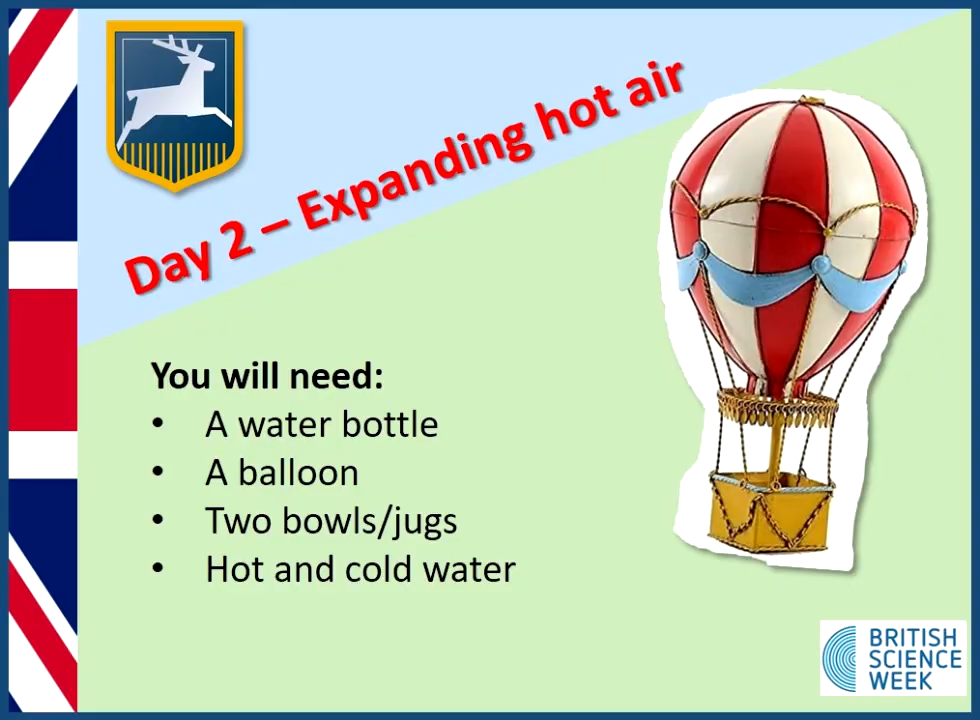 Day 2 – Expanding hot air
You will need:
• A water bottle
• A balloon
• Two bowls/jugs
• Hot and cold water
BRITISH
SCIENCE
WEEK